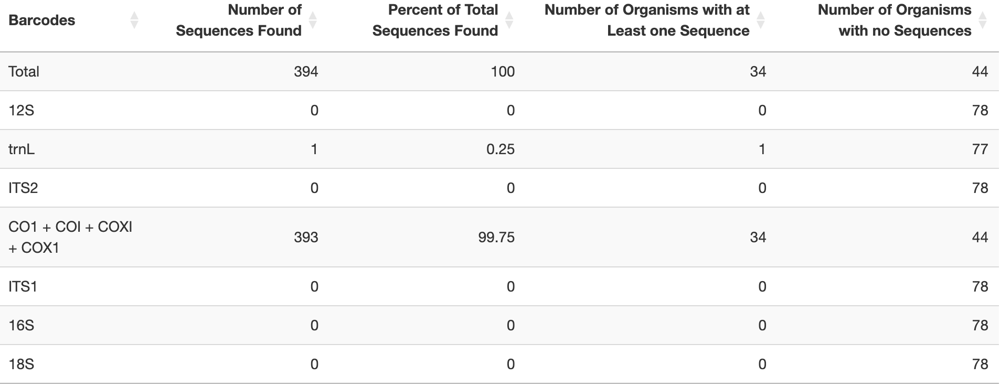 Barcodes Number of Sequences Found Percent of Total Sequences Found Number of Organisms with at Least one Sequence Number of Organisms with no Sequences
Total 394 100 34 44
12S 0 0 0 78
trnL 1 0.25 1 77
ITS2 0 0 0 78
CO1 + COI + COXI
+ COX1 393 99.75 34 44
ITS1 0 0 0 78
16S 0 0 0 78
18S 0 0 0 78